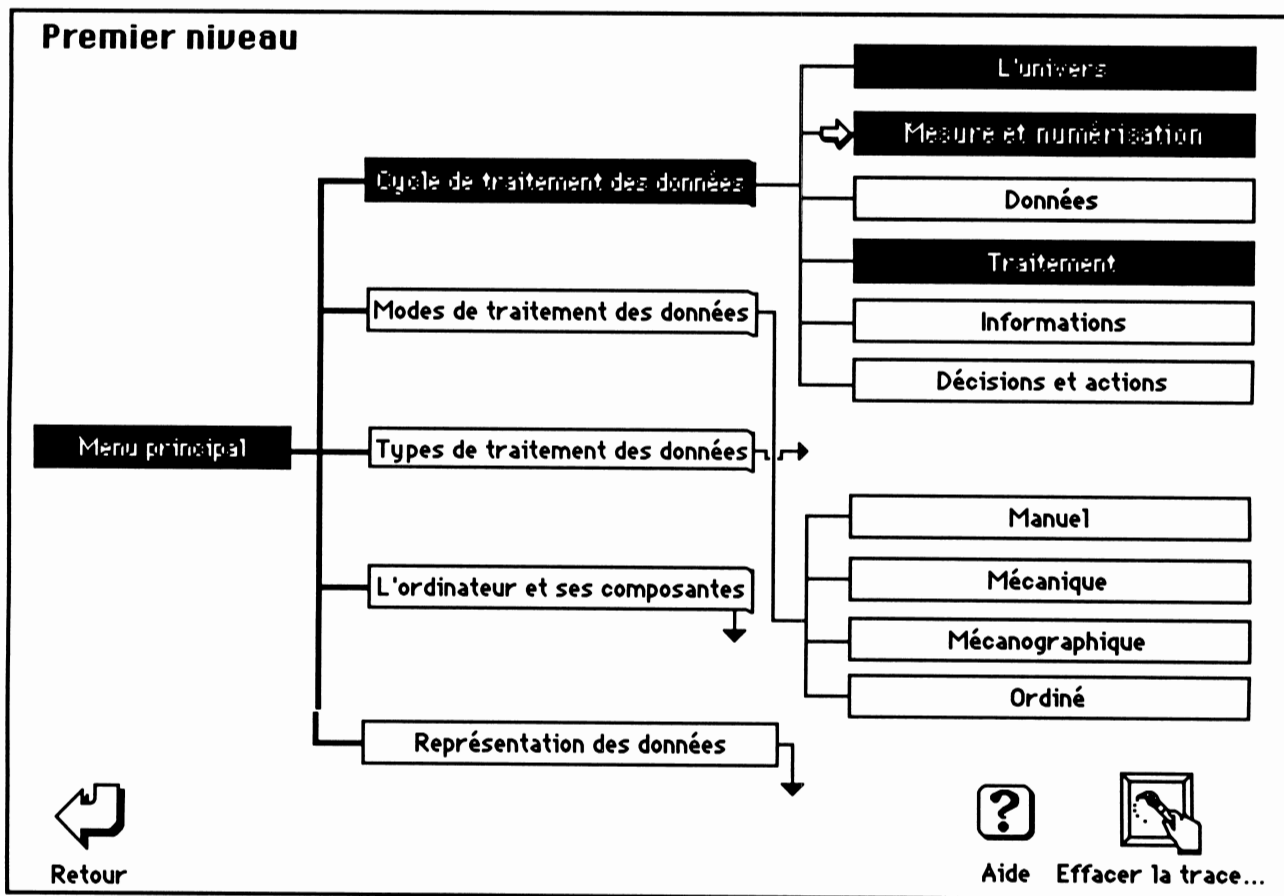 Premier niveau
L'univers
Mesure et numérisation
Cycle de traitement des données
Données
Traitement
Modes de traitement des données
Informations
Décisions et actions
Menu principal
Types de traitement des données
Manuel
L'ordinateur et ses composantes
Mécanique
Mécanographique
Ordiné
Représentation des données
?
Retour
Aide
Effacer la trace...